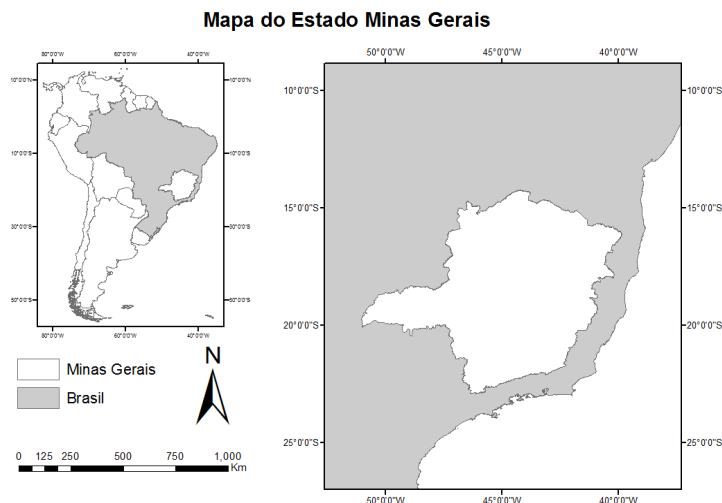 Mapa do Estado Minas Gerais
80°0'0"W 60°0'0"W 40°0'0"W
10°0'0"N 10°0'0"N
10°0'0"S 10°0'0"S
30°0'0"S 30°0'0"S
50°0'0"S 50°0'0"S
80°0'0"W 60°0'0"W 40°0'0"W
50°0'0"W 45°0'0"W 40°0'0"W
10°0'0"S 10°0'0"S
15°0'0"S 15°0'0"S
20°0'0"S 20°0'0"S
25°0'0"S 25°0'0"S
50°0'0"W 45°0'0"W 40°0'0"W
Minas Gerais
Brasil
N
0 125 250 500 750 1,000
Km